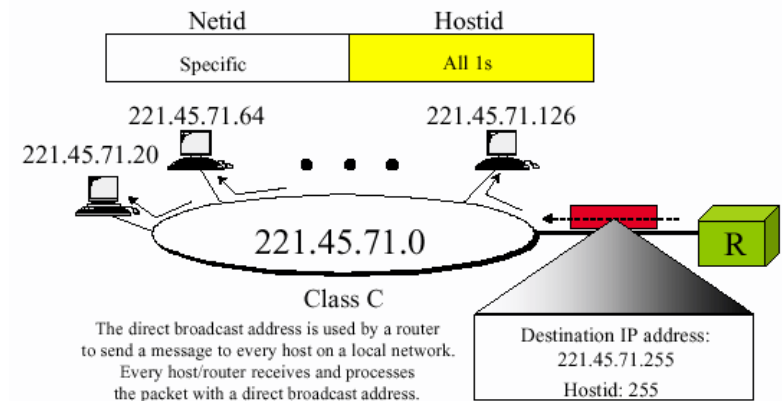 Netid Hostid
Specific All 1s
221.45.71.64 221.45.71.126
221.45.71.20
221.45.71.0
R
Class C
The direct broadcast address is used by a router
to send a message to every host on a local network.
Every host/router receives and processes
the packet with a direct broadcast address.
Destination IP address:
221.45.71.255
Hostid: 255